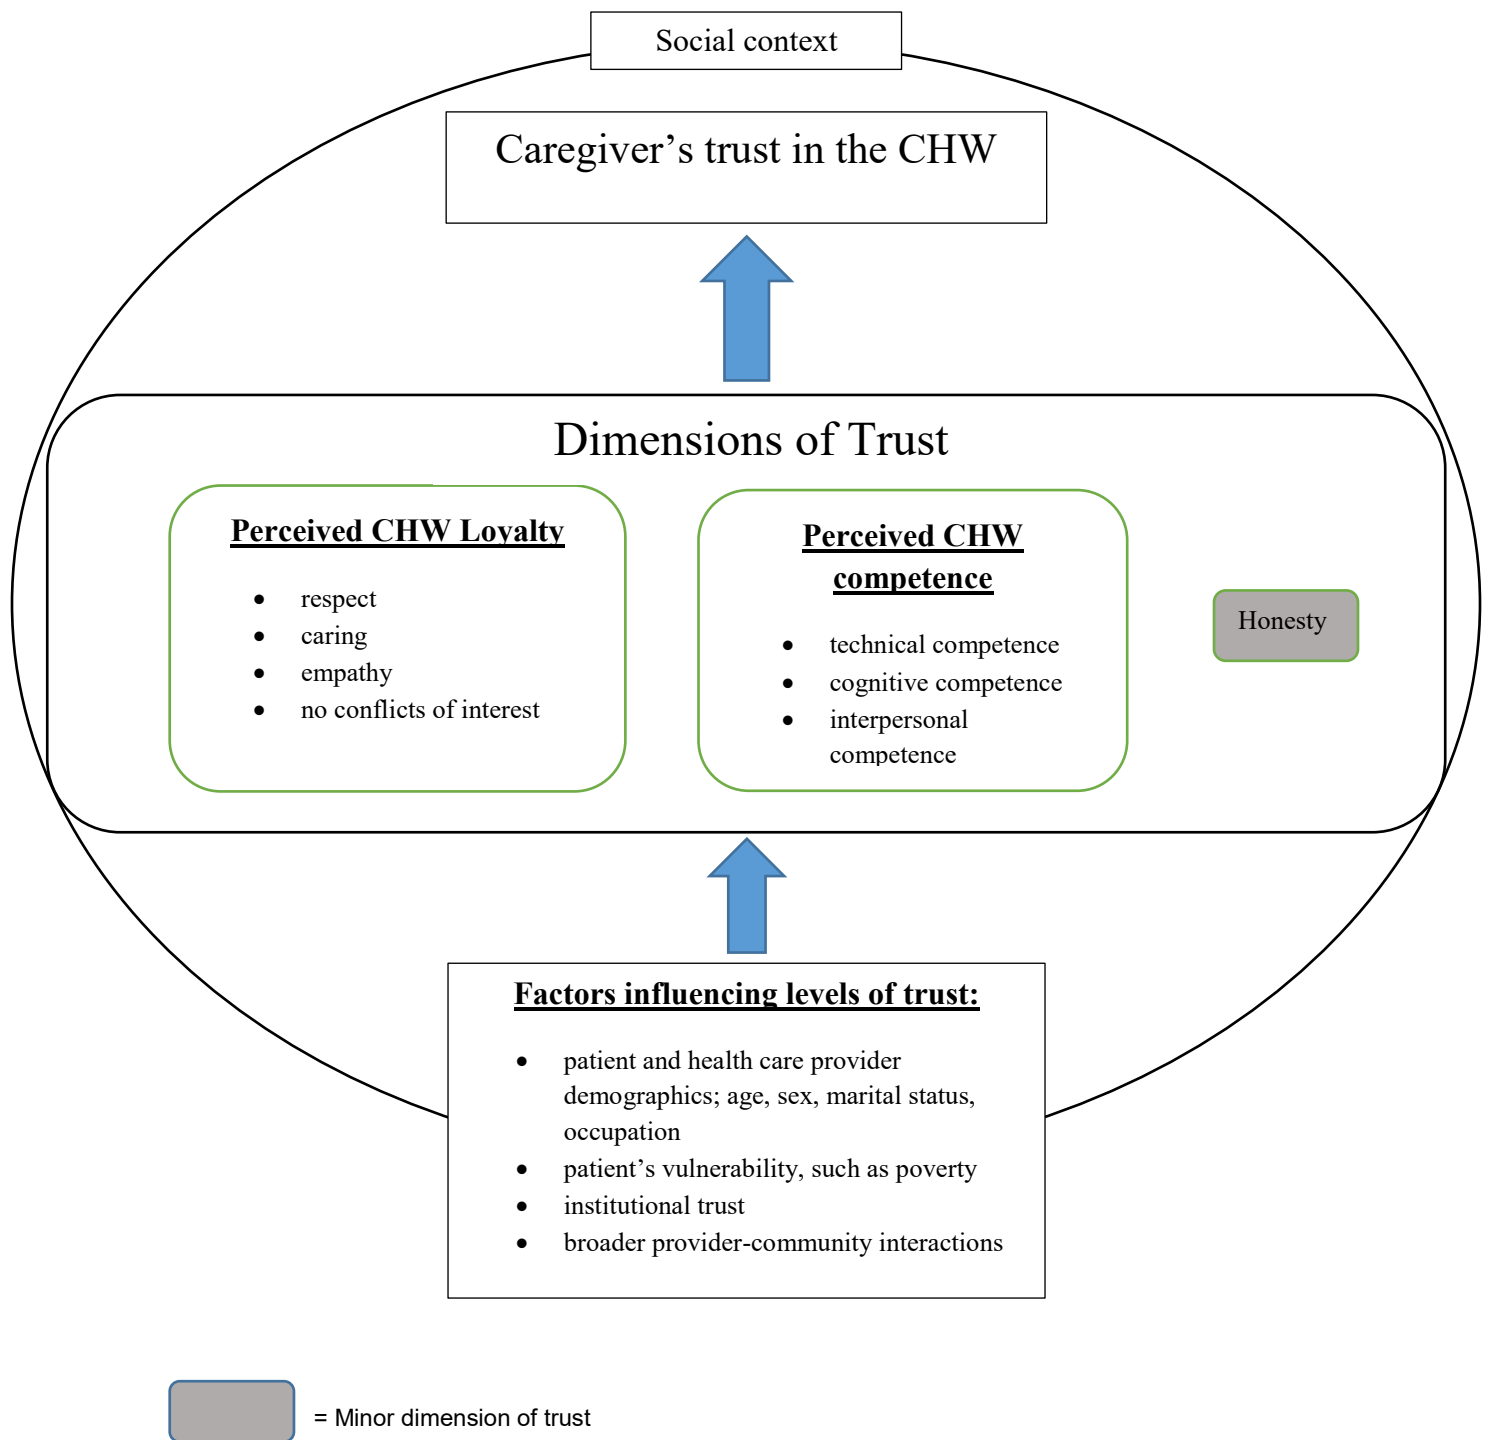 Social context
Caregiver’s trust in the CHW
Dimensions of Trust
Perceived CHW Loyalty
• respect
• caring
• empathy
• no conflicts of interest
Perceived CHW
competence
• technical competence
• cognitive competence
• interpersonal
competence
Honesty
Factors influencing levels of trust:
• patient and health care provider
demographics; age, sex, marital status,
occupation
• patient’s vulnerability, such as poverty
• institutional trust
• broader provider-community interactions
= Minor dimension of trust